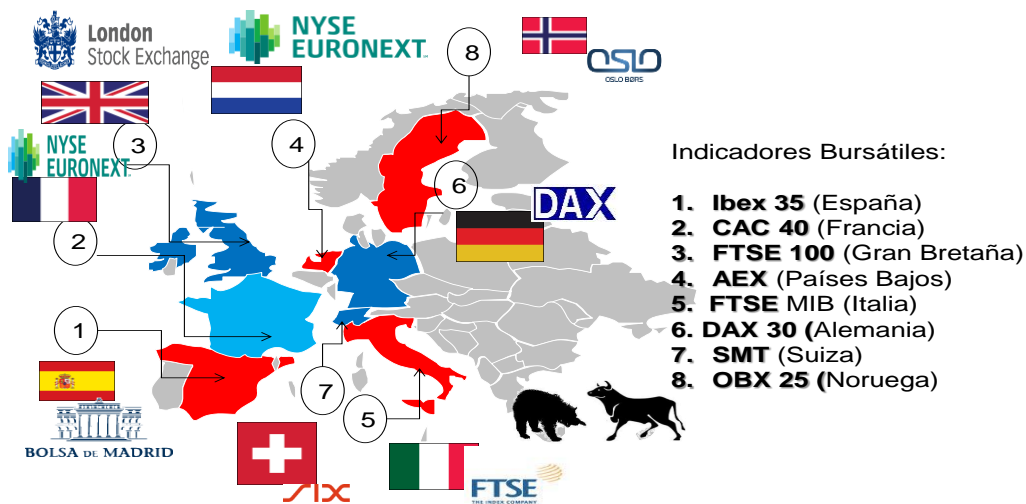 London
Stock Exchange
NYSE
EURONEXT
8
OSLO
OSLO BØRS
NYSE
EURONEXT
3
4
6
DAX
2
1
7
5
BOLSA DE MADRID
SIX
FTSE
THE INDEX COMPANY
Indicadores Bursátiles:
1. Ibex 35 (España)
2. CAC 40 (Francia)
3. FTSE 100 (Gran Bretaña)
4. AEX (Países Bajos)
5. FTSE MIB (Italia)
6. DAX 30 (Alemania)
7. SMT (Suiza)
8. OBX 25 (Noruega)